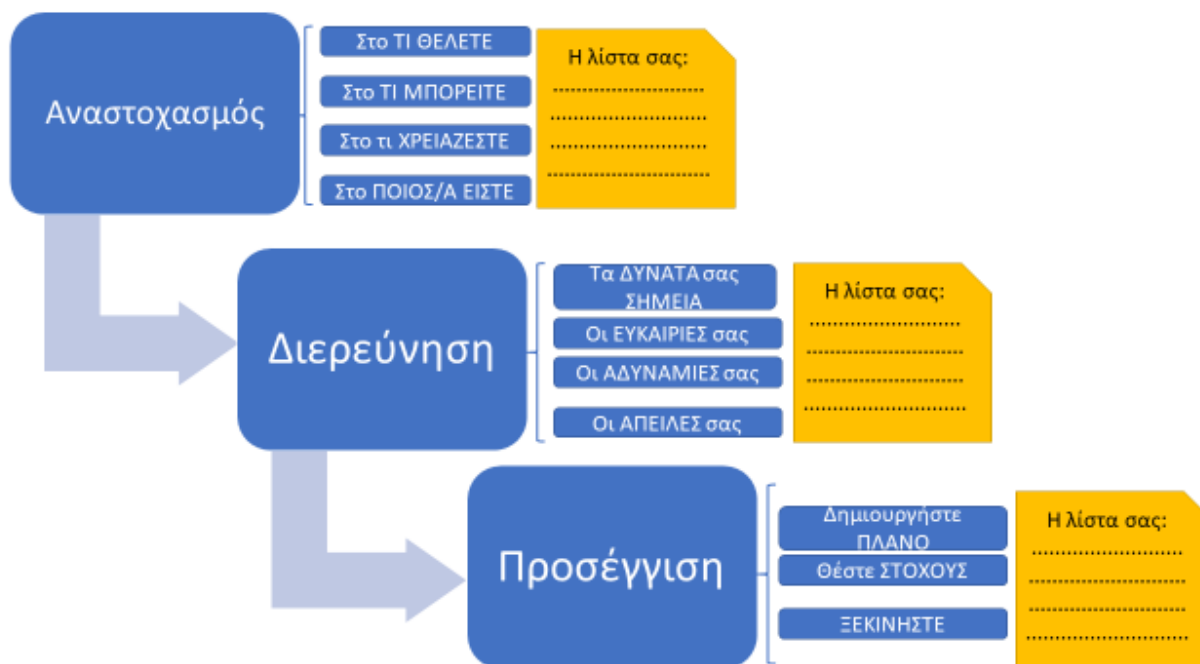 Αναστοχασμός
Στο ΤΙ ΘΕΛΕΤΕ
Στο ΤΙ ΜΠΟΡΕΙΤΕ
Στο τι ΧΡΕΙΑΖΕΣΤΕ
Στο ΠΟΙΟΣ/Α ΕΙΣΤΕ
Η λίστα σας:
Διερεύνηση
Τα ΔΥΝΑΤΑ σας
ΣΗΜΕΙΑ
Οι ΕΥΚΑΙΡΙΕΣ σας
Οι ΑΔΥΝΑΜΙΕΣ σας
Οι ΑΠΕΙΛΕΣ σας
Η λίστα σας:
Προσέγγιση
Δημιουργήστε
ΠΛΑΝΟ
Θέστε ΣΤΟΧΟΥΣ
ΞΕΚΙΝΗΣΤΕ
Η λίστα σας: